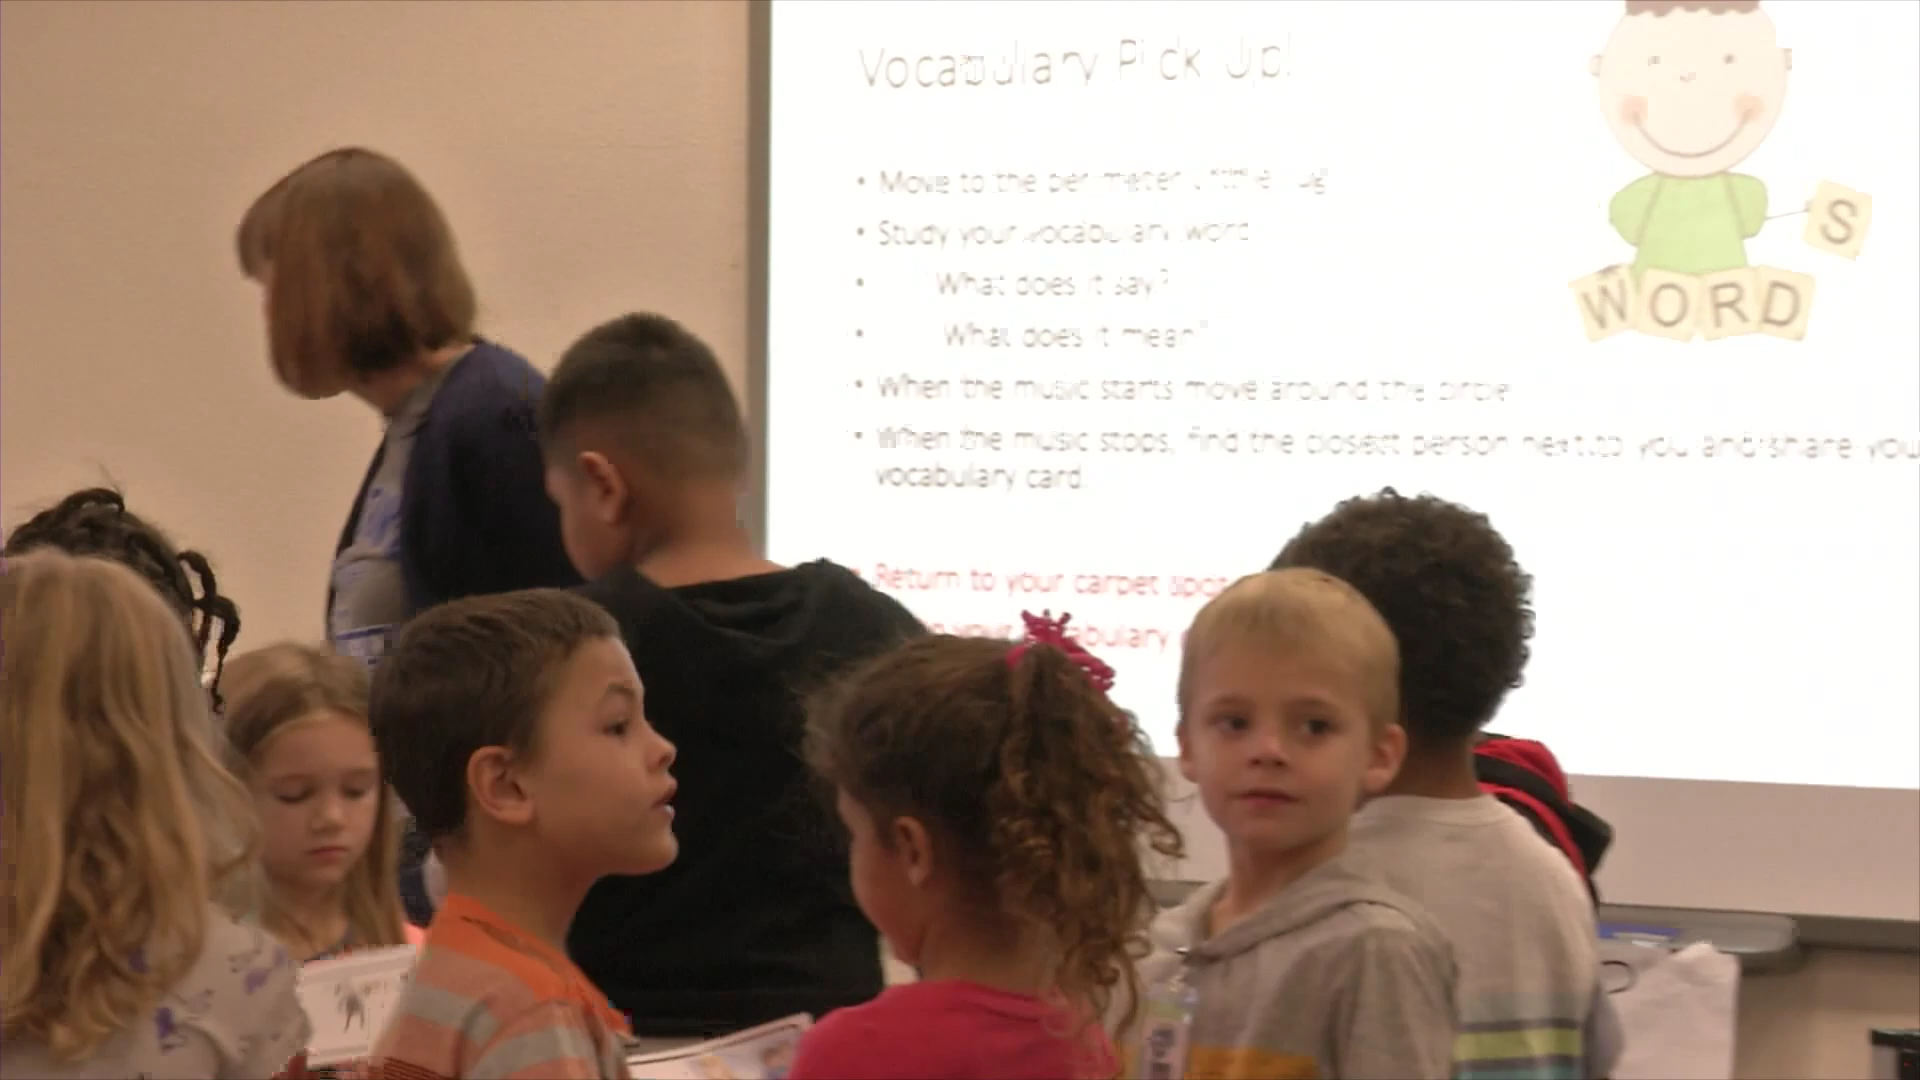 Vocabulary Pick Up!
• Move to the perimeter of the rug
• Study your vocabulary word
• What does it say?
• What does it mean?
• When the music starts move around the circle
• When the music stops, find the closest person next to you and share you
vocabulary card.
• Return to your carpet spot
your vocabulary
S
WORD